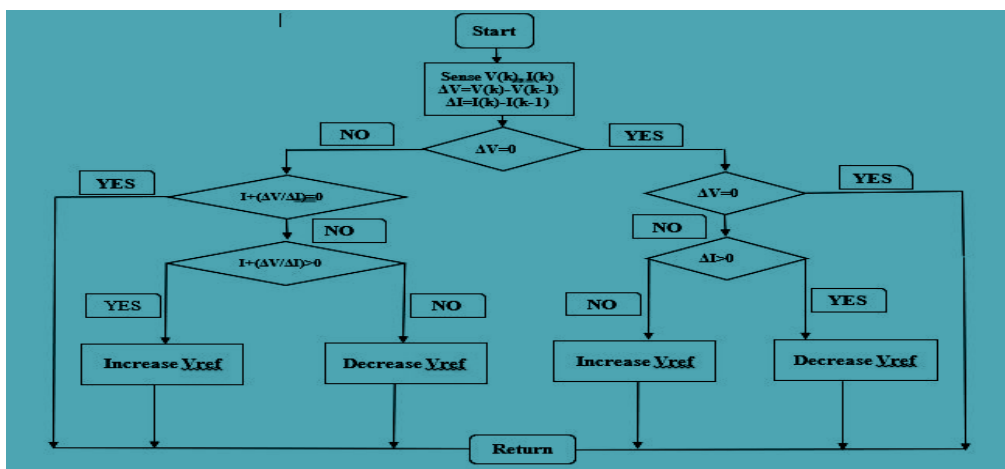 Start
Sense V(k), I(k)
ΔV=V(k)-V(k-1)
ΔI=I(k)-I(k-1)
NO
YES
ΔV=0
YES
I+(ΔV/ΔI)=0
ΔV=0
YES
NO
NO
I+(ΔV/ΔI)>0
ΔI>0
YES
NO
NO
YES
Increase Vref
Decrease Vref
Increase Vref
Decrease Vref
Return